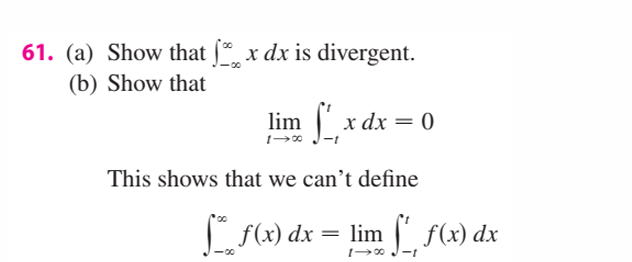 61. (a) Show that ∫_{-∞}^{∞} x dx is divergent.
(b) Show that
lim_{t→∞} ∫_{-t}^{t} x dx = 0
This shows that we can’t define
∫_{-∞}^{∞} f(x) dx = lim_{t→∞} ∫_{-t}^{t} f(x) dx